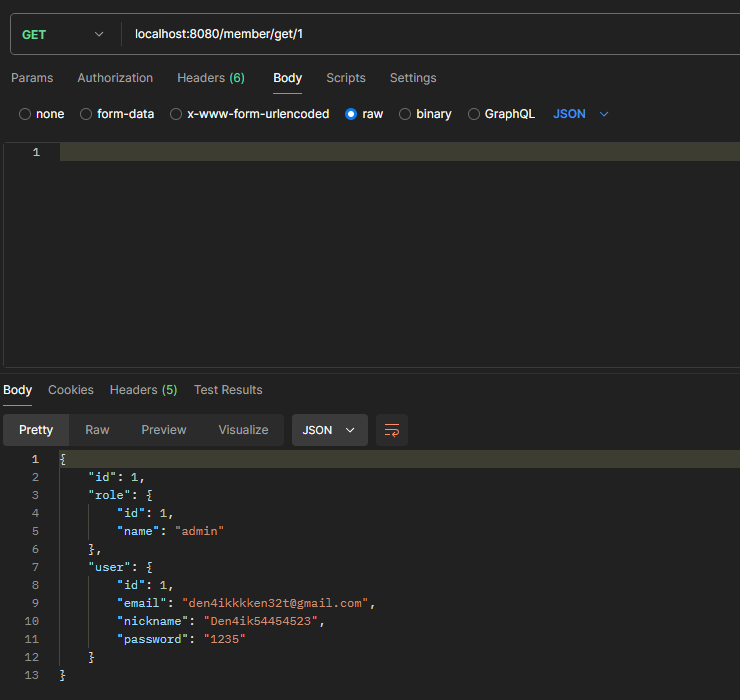 GET localhost:8080/member/get/1
Params Authorization Headers (6) Body Scripts Settings
none form-data x-www-form-urlencoded raw binary GraphQL JSON
1
Body Cookies Headers (5) Test Results
Pretty Raw Preview Visualize JSON
1 {
2 "id": 1,
3 "role": {
4 "id": 1,
5 "name": "admin"
6 },
7 "user": {
8 "id": 1,
9 "email": "den4ikkkken32t@gmail.com",
10 "nickname": "Den4ik54454523",
11 "password": "1235"
12 }
13 }